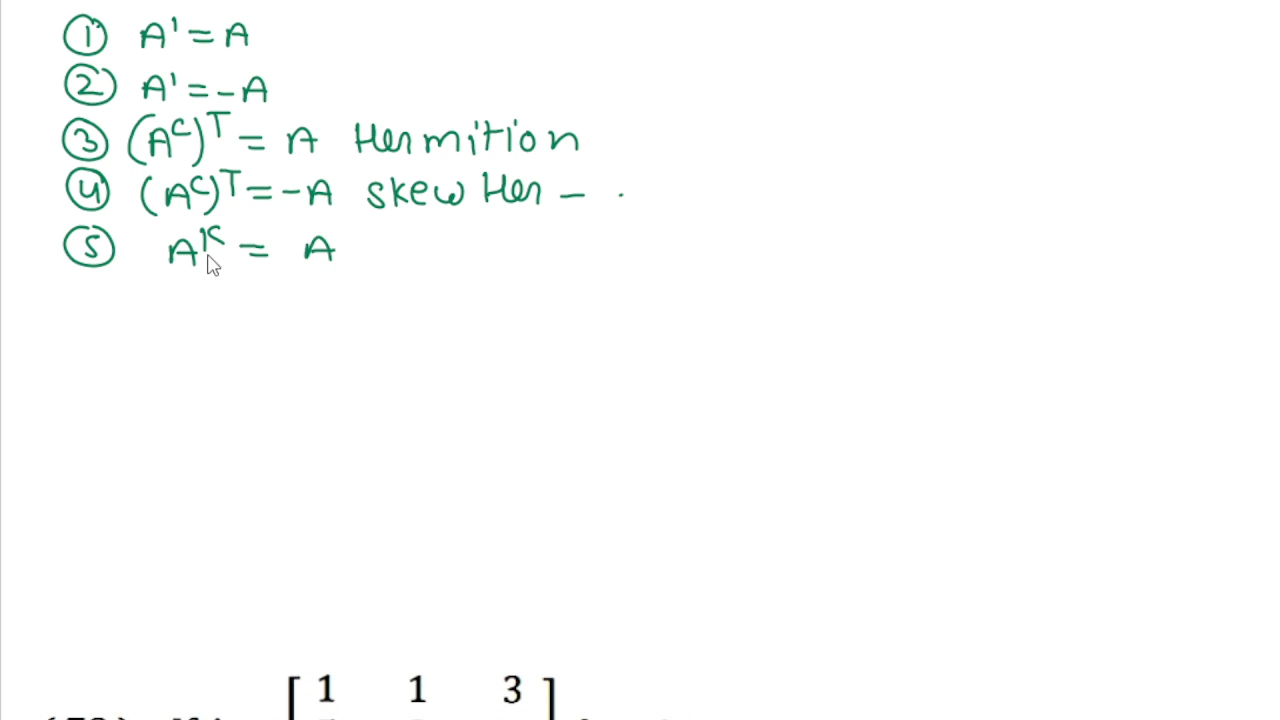 ① A' = A
② A' = -A
③ (A^C)^T = A Hermition
④ (A^C)^T = -A skew Her - .
⑤ A^K = A
[ 1 1 3 ]